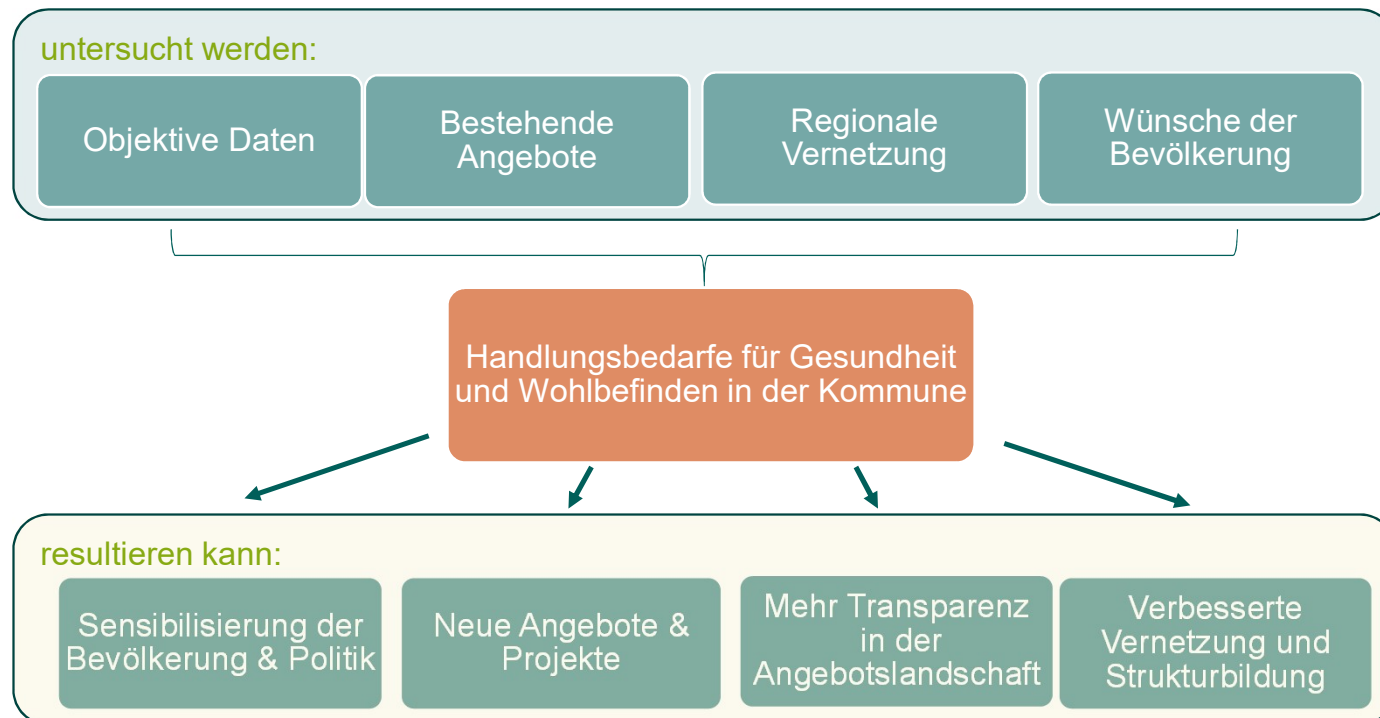 untersucht werden:
Objektive Daten
Bestehende
Angebote
Regionale
Vernetzung
Wünsche der
Bevölkerung
Handlungsbedarfe für Gesundheit
und Wohlbefinden in der Kommune
resultieren kann:
Sensibilisierung der
Bevölkerung & Politik
Neue Angebote &
Projekte
Mehr Transparenz
in der
Angebotslandschaft
Verbesserte
Vernetzung und
Strukturbildung